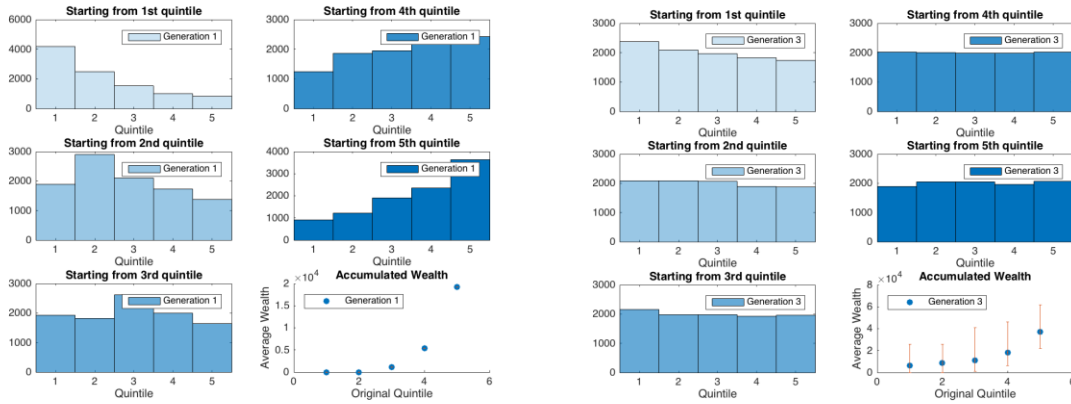 Starting from 1st quintile
6000
4000
2000
0
Generation 1
1 2 3 4 5
Quintile
Starting from 4th quintile
3000
2000
1000
0
Generation 1
1 2 3 4 5
Quintile
Starting from 2nd quintile
3000
2000
1000
0
Generation 1
1 2 3 4 5
Quintile
Starting from 5th quintile
4000
3000
2000
1000
0
Generation 1
1 2 3 4 5
Quintile
Starting from 3rd quintile
3000
2000
1000
0
Generation 1
1 2 3 4 5
Quintile
×10^4
Accumulated Wealth
Average Wealth
2
1.5
1
0.5
0
Generation 1
0 2 4 6
Original Quintile
Starting from 1st quintile
3000
2000
1000
0
Generation 3
1 2 3 4 5
Quintile
Starting from 4th quintile
3000
2000
1000
0
Generation 3
1 2 3 4 5
Quintile
Starting from 2nd quintile
3000
2000
1000
0
Generation 3
1 2 3 4 5
Quintile
Starting from 5th quintile
3000
2000
1000
0
Generation 3
1 2 3 4 5
Quintile
Starting from 3rd quintile
3000
2000
1000
0
Generation 3
1 2 3 4 5
Quintile
×10^4
Accumulated Wealth
Average Wealth
8
6
4
2
0
Generation 3
0 2 4 6
Original Quintile